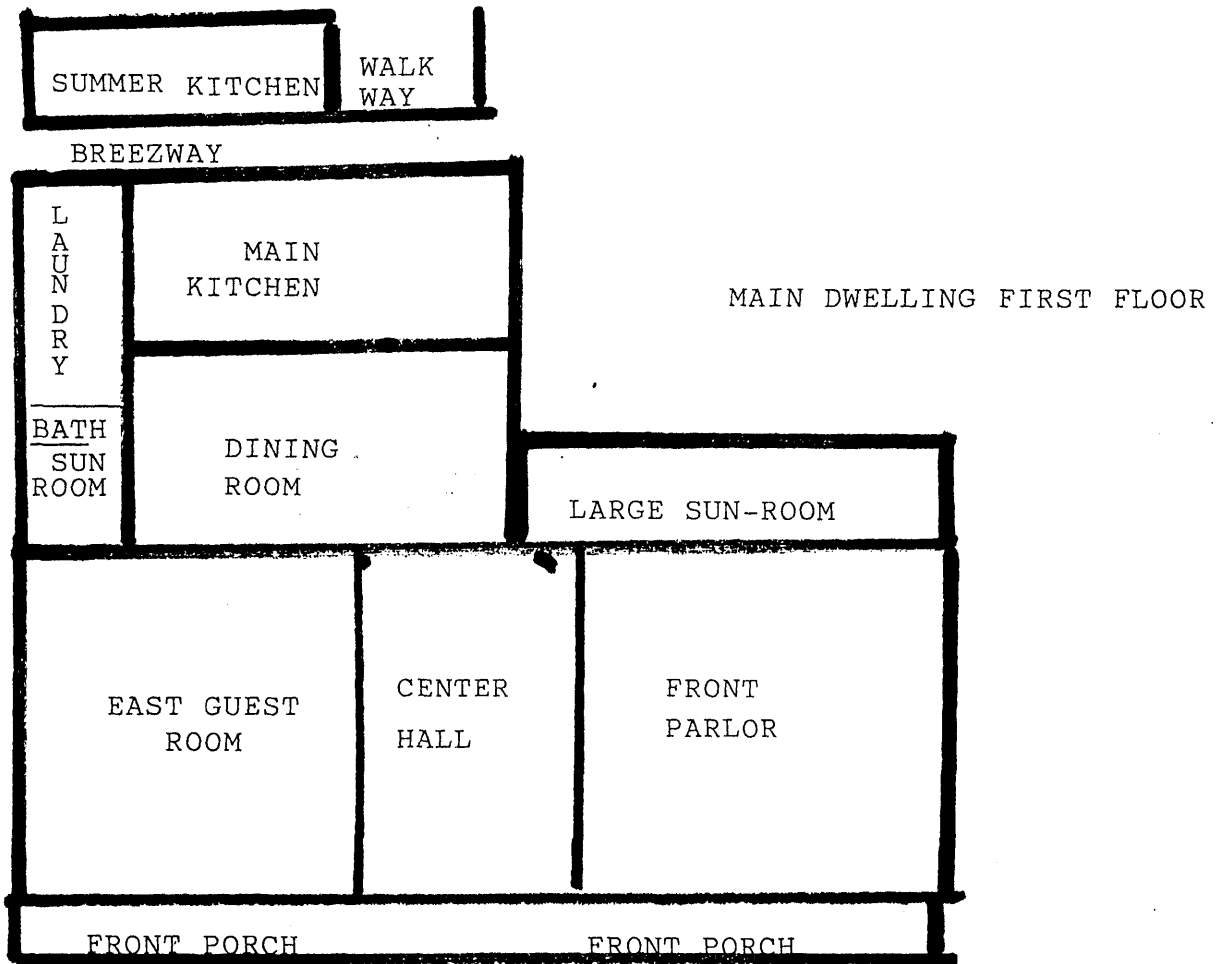 SUMMER KITCHEN
WALK
WAY
BREEZWAY
LAUNDRY
MAIN
KITCHEN
MAIN DWELLING FIRST FLOOR
BATH
SUN
ROOM
DINING
ROOM
LARGE SUN-ROOM
EAST GUEST
ROOM
CENTER
HALL
FRONT
PARLOR
FRONT PORCH
FRONT PORCH